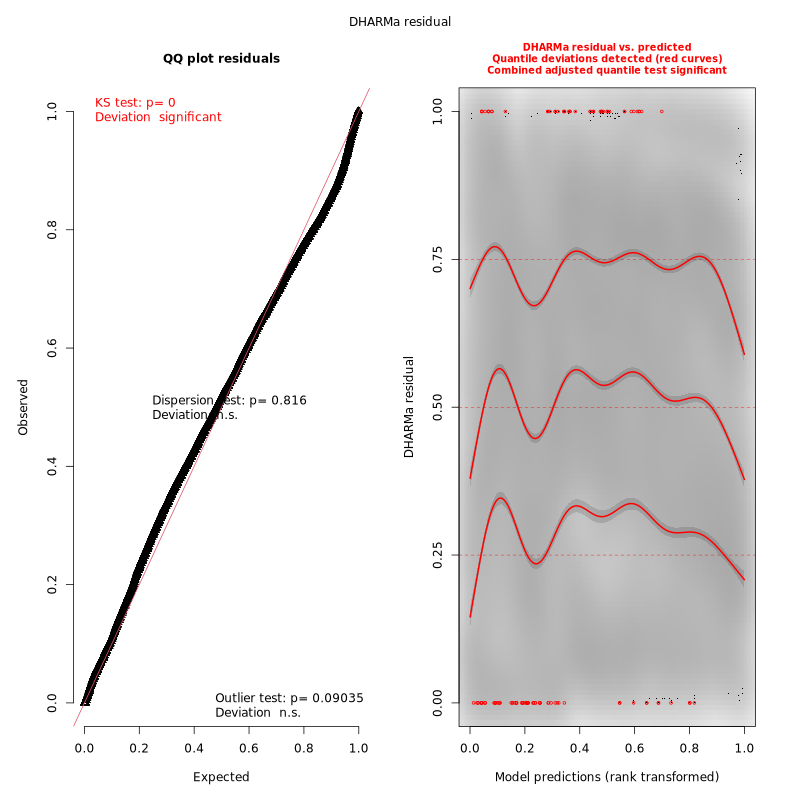 DHARMa residual
QQ plot residuals
KS test: p= 0
Deviation  significant
Dispersion test: p= 0.816
Deviation n.s.
Outlier test: p= 0.09035
Deviation  n.s.
Observed
0.0
0.2
0.4
0.6
0.8
1.0
0.0 0.2 0.4 0.6 0.8 1.0
Expected
DHARMa residual vs. predicted
Quantile deviations detected (red curves)
Combined adjusted quantile test significant
DHARMa residual
0.00
0.25
0.50
0.75
1.00
0.0 0.2 0.4 0.6 0.8 1.0
Model predictions (rank transformed)